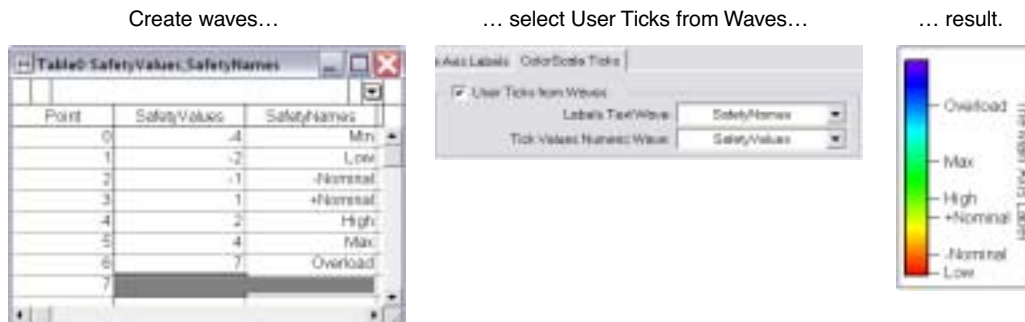 Create waves…
… select User Ticks from Waves…
… result.
Table0:SafetyValues,SafetyNames
Point SafetyValues SafetyNames
0 -4 Min
1 -2 Low
2 -1 -Nominal
3 1 +Nominal
4 2 High
5 4 Max
6 7 Overload
7
Axis Labels ColorScale Ticks
User Ticks from Waves
Labels TextWave: SafetyNames
Tick Values Numeric Wave: SafetyValues
Overload
Max
High
+Nominal
-Nominal
Low
Axis Label